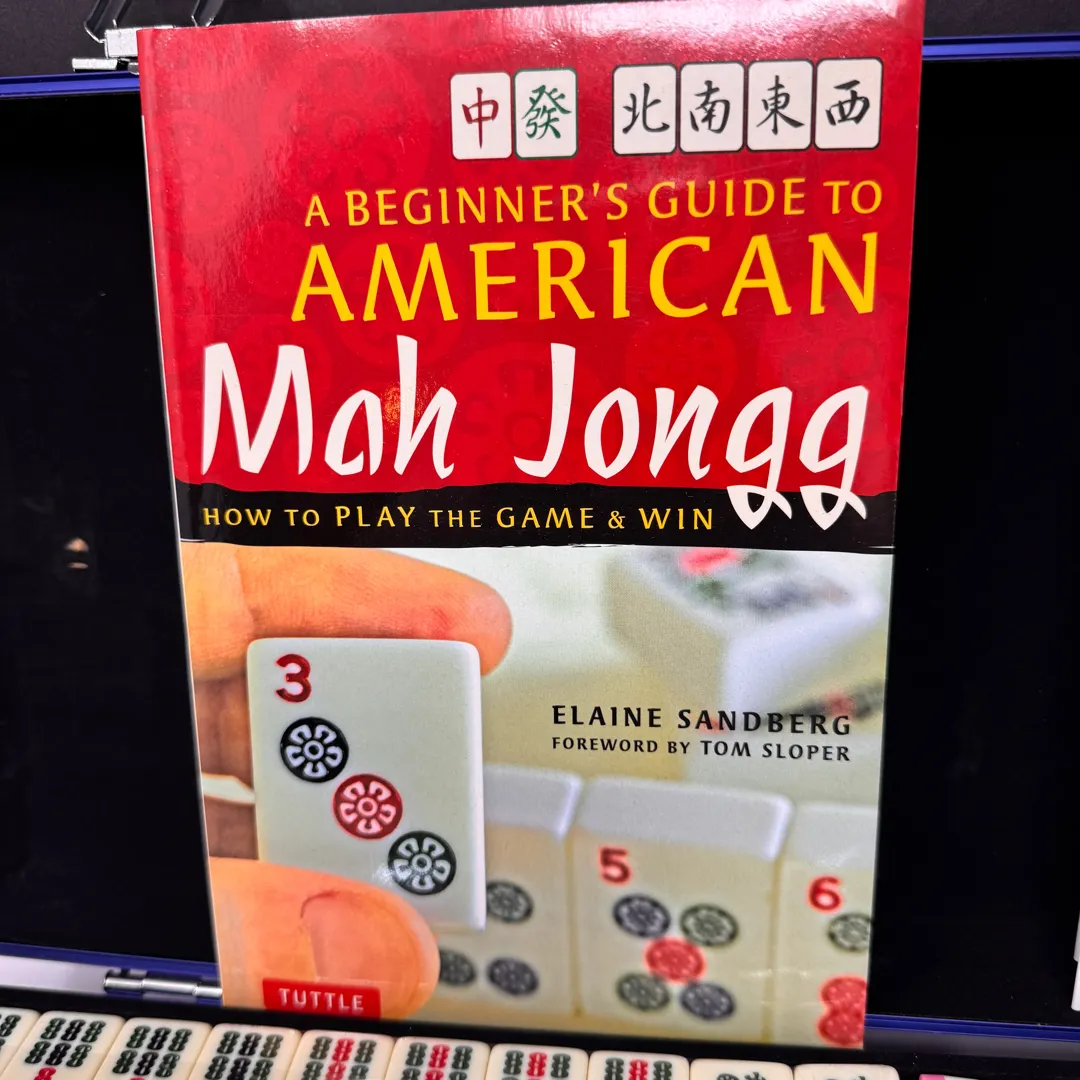 中 發 北 南 東 西
A BEGINNER'S GUIDE TO
AMERICAN
Mah Jongg
HOW TO PLAY THE GAME & WIN
3
ELAINE SANDBERG
FOREWORD BY TOM SLOPER
5
6
TUTTLE